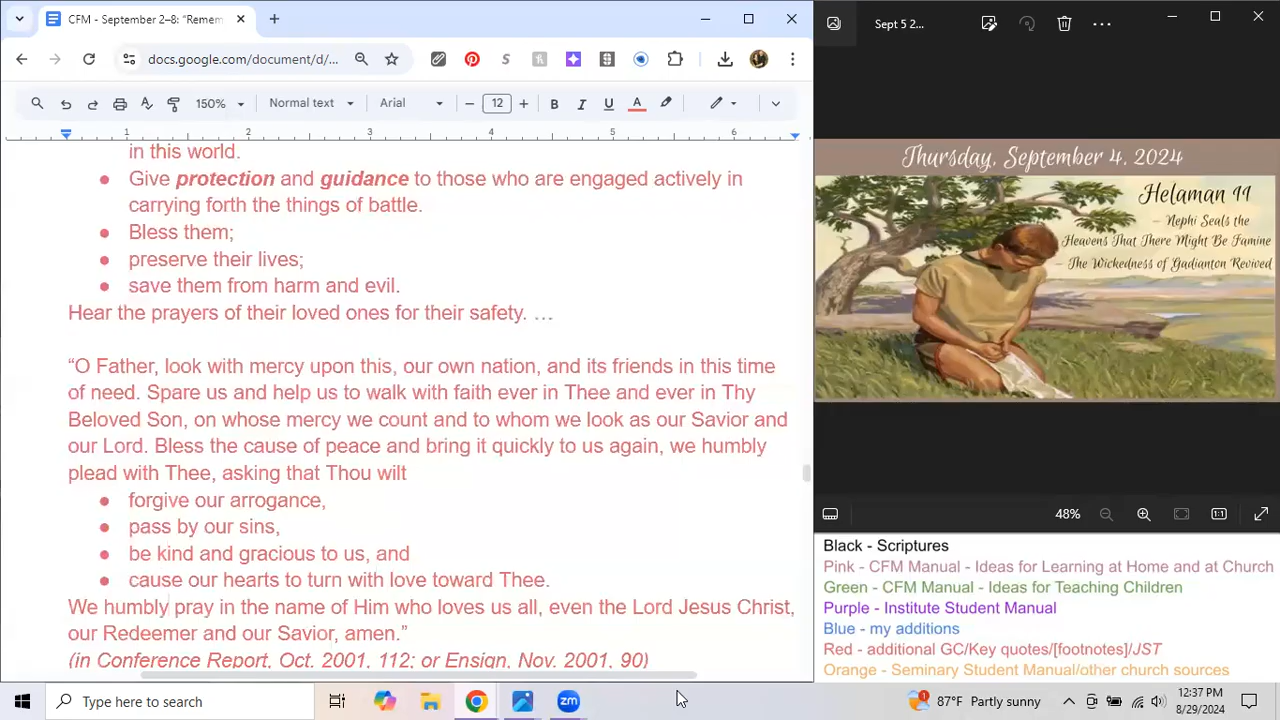 CFM - September 2–8: “Remem
docs.google.com/document/d/...
150%
Normal text
Arial
12
1 2 3 4 5 6
in this world.
● Give protection and guidance to those who are engaged actively in
carrying forth the things of battle.
● Bless them;
● preserve their lives;
● save them from harm and evil.
Hear the prayers of their loved ones for their safety. …
“O Father, look with mercy upon this, our own nation, and its friends in this time
of need. Spare us and help us to walk with faith ever in Thee and ever in Thy
Beloved Son, on whose mercy we count and to whom we look as our Savior and
our Lord. Bless the cause of peace and bring it quickly to us again, we humbly
plead with Thee, asking that Thou wilt
● forgive our arrogance,
● pass by our sins,
● be kind and gracious to us, and
● cause our hearts to turn with love toward Thee.
We humbly pray in the name of Him who loves us all, even the Lord Jesus Christ,
our Redeemer and our Savior, amen.”
(in Conference Report, Oct. 2001, 112; or Ensign, Nov. 2001, 90)
Sept 5 2...
Thursday, September 4, 2024
Helaman 11
– Nephi Seals the
Heavens That There Might Be Famine
– The Wickedness of Gadianton Revived
48%
1:1
Black - Scriptures
Pink - CFM Manual - Ideas for Learning at Home and at Church
Green - CFM Manual - Ideas for Teaching Children
Purple - Institute Student Manual
Blue - my additions
Red - additional GC/Key quotes/[footnotes]/JST
Orange - Seminary Student Manual/other church sources
Type here to search
zm
1
87°F Partly sunny
12:37 PM
8/29/2024